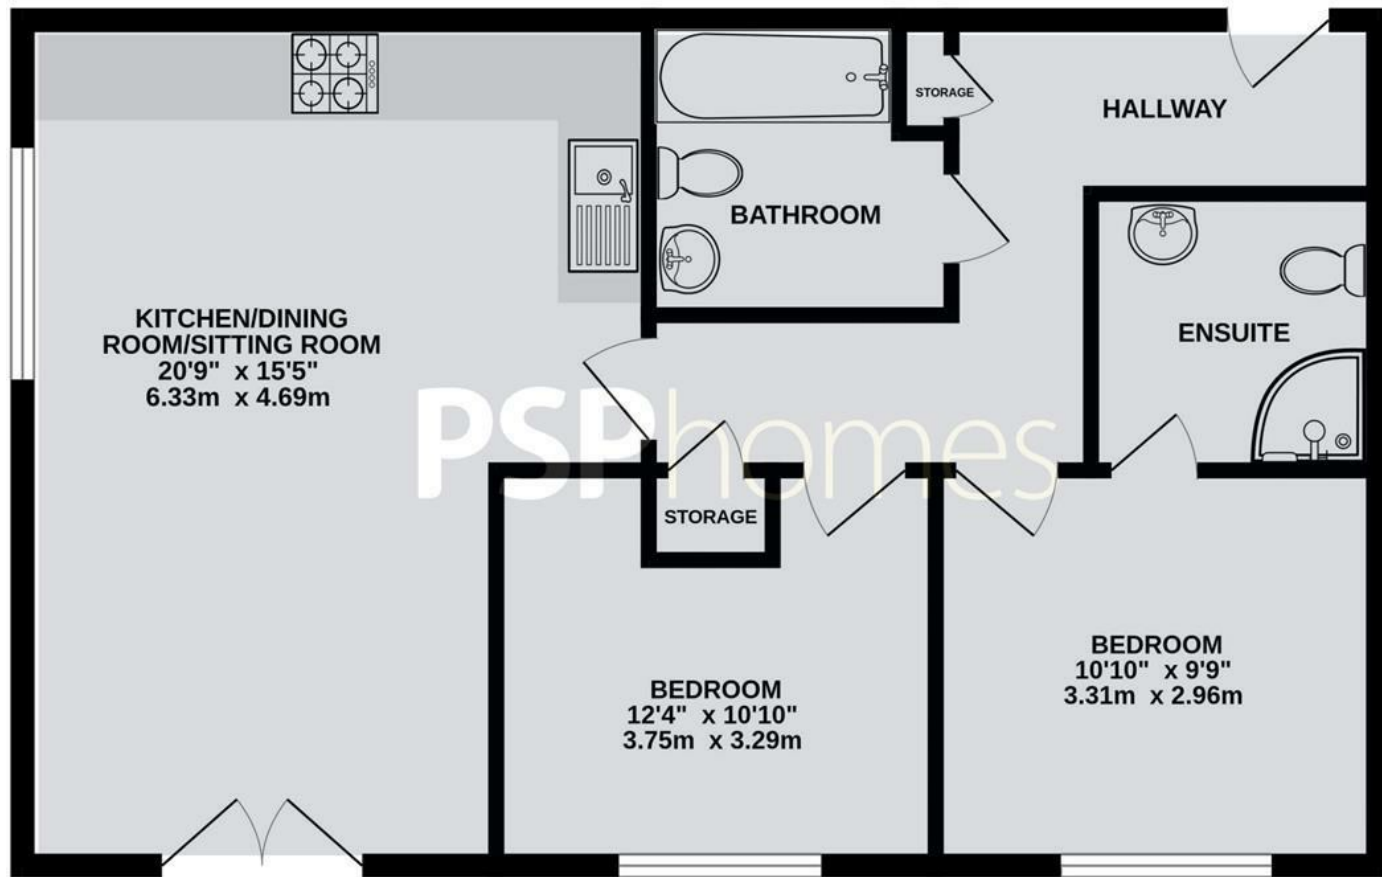 STORAGE
HALLWAY
BATHROOM
KITCHEN/DINING
ROOM/SITTING ROOM
20'9" x 15'5"
6.33m x 4.69m
ENSUITE
PSPhomes
STORAGE
BEDROOM
12'4" x 10'10"
3.75m x 3.29m
BEDROOM
10'10" x 9'9"
3.31m x 2.96m